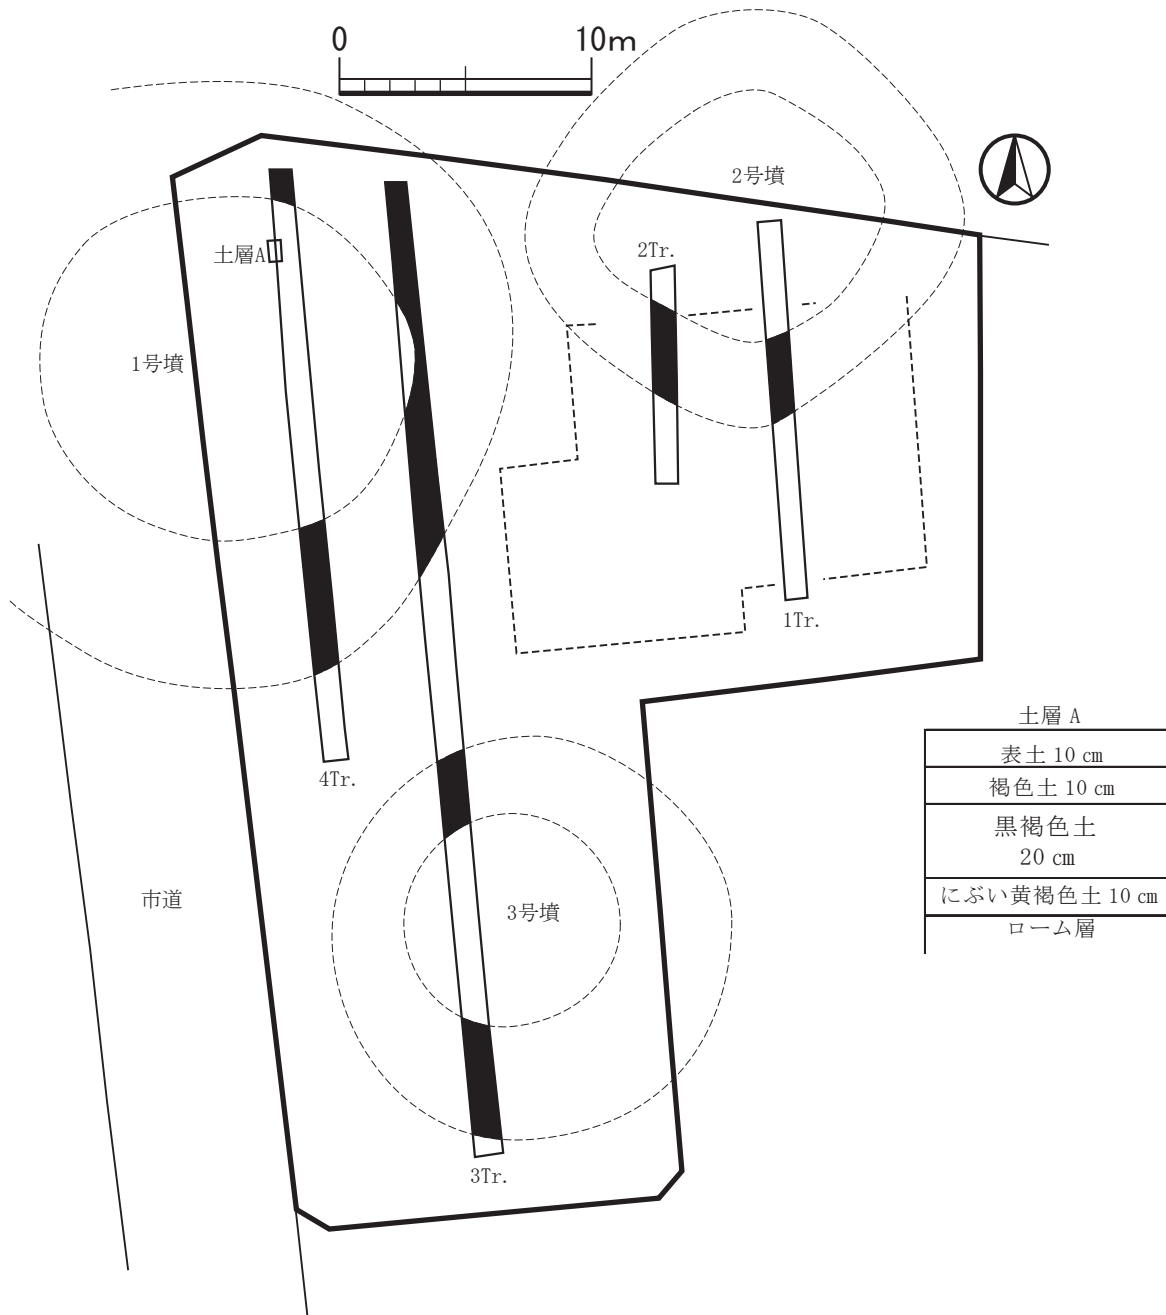 0 10m
2号墳
2Tr.
土層A
1号墳
1Tr.
4Tr.
市道
3号墳
3Tr.
土層 A
表土 10 ㎝
褐色土 10 ㎝
黒褐色土
20 ㎝
にぶい黄褐色土 10 ㎝
ローム層